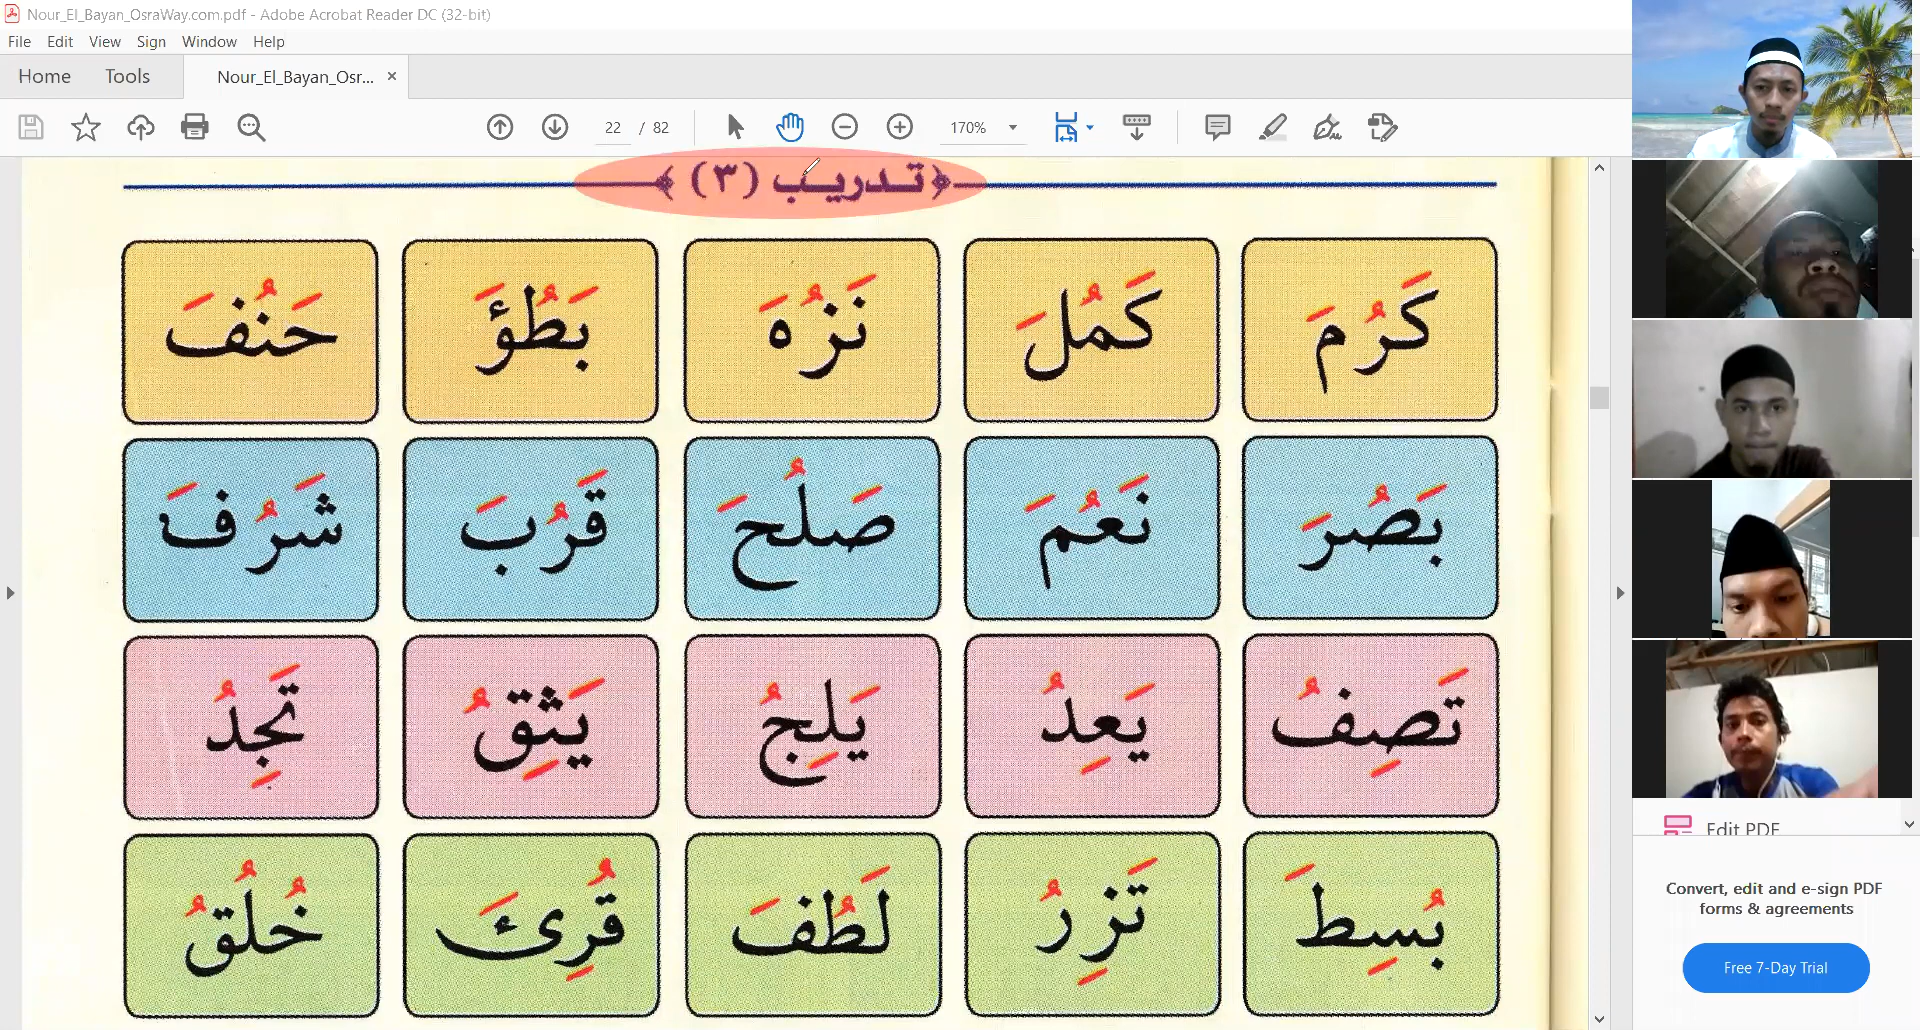 Nour_El_Bayan_OsraWay.com.pdf - Adobe Acrobat Reader DC (32-bit)
File Edit View Sign Window Help
Home Tools Nour_El_Bayan_Osr... ×
22 / 82 170%
﴿تـدريـب (٣)﴾
كَرُمَ كَمُلَ نَزُهَ بَطُؤَ حَنُفَ
بَصُرَ نَعُمَ صَلُحَ قَرُبَ شَرُفَ
تَصِفُ يَعِدُ يَلِجُ يَثِقُ تَجِدُ
بُسِطَ تَزِرُ لَطُفَ قُرِئَ خُلُقُ
Edit PDF
Convert, edit and e-sign PDF
forms & agreements
Free 7-Day Trial